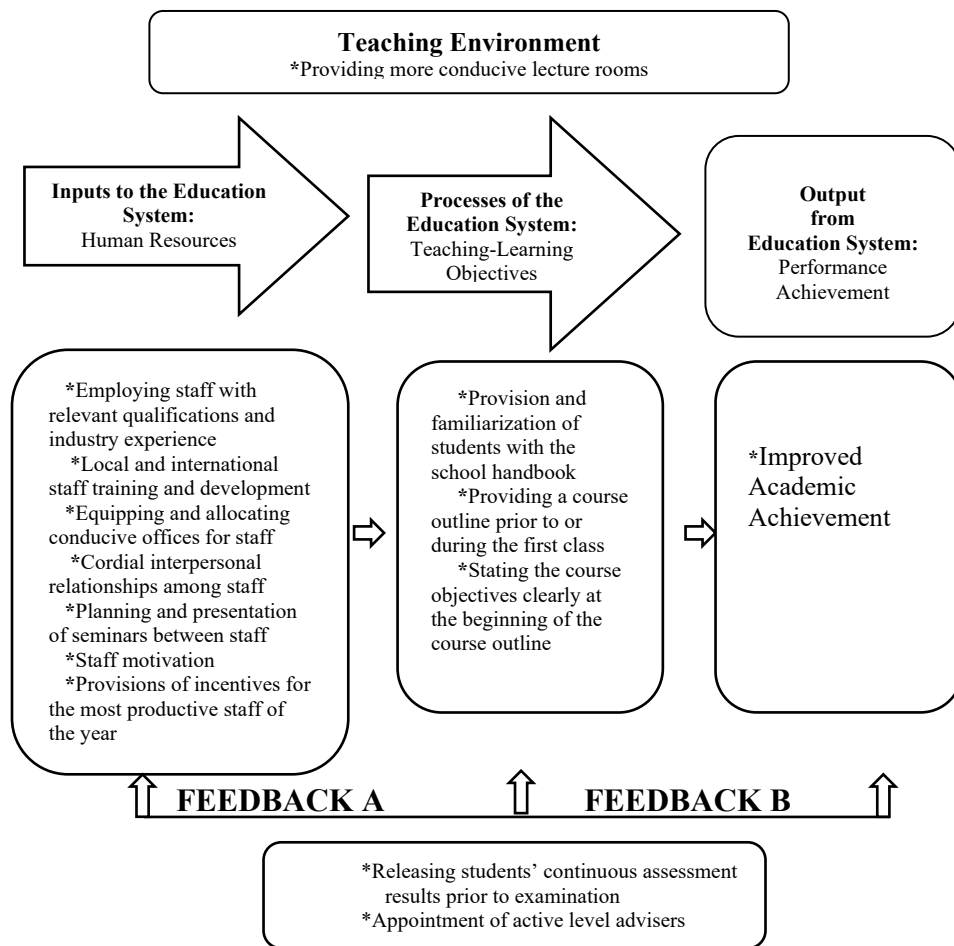 Teaching Environment
*Providing more conducive lecture rooms
Inputs to the Education
System:
Human Resources
Processes of the
Education System:
Teaching-Learning
Objectives
Output
from
Education System:
Performance
Achievement
*Employing staff with
relevant qualifications and
industry experience
*Local and international
staff training and development
*Equipping and allocating
conducive offices for staff
*Cordial interpersonal
relationships among staff
*Planning and presentation
of seminars between staff
*Staff motivation
*Provisions of incentives for
the most productive staff of
the year
*Provision and
familiarization of
students with the
school handbook
*Providing a course
outline prior to or
during the first class
*Stating the course
objectives clearly at
the beginning of the
course outline
*Improved
Academic
Achievement
FEEDBACK A
FEEDBACK B
*Releasing students’ continuous assessment
results prior to examination
*Appointment of active level advisers